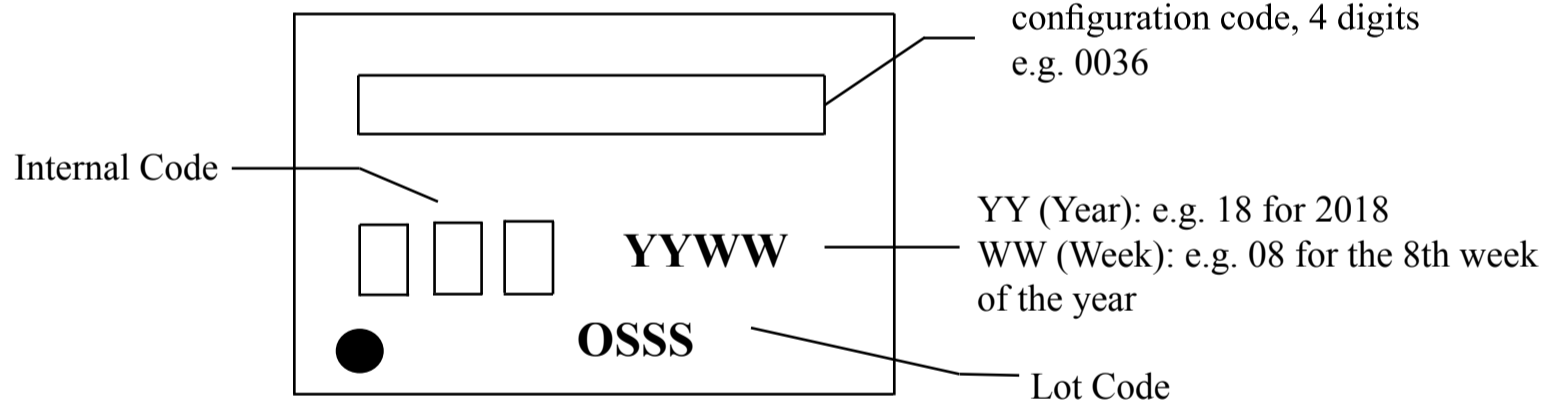 configuration code, 4 digits
e.g. 0036
Internal Code
YYWW
YY (Year): e.g. 18 for 2018
WW (Week): e.g. 08 for the 8th week
of the year
OSSS
Lot Code